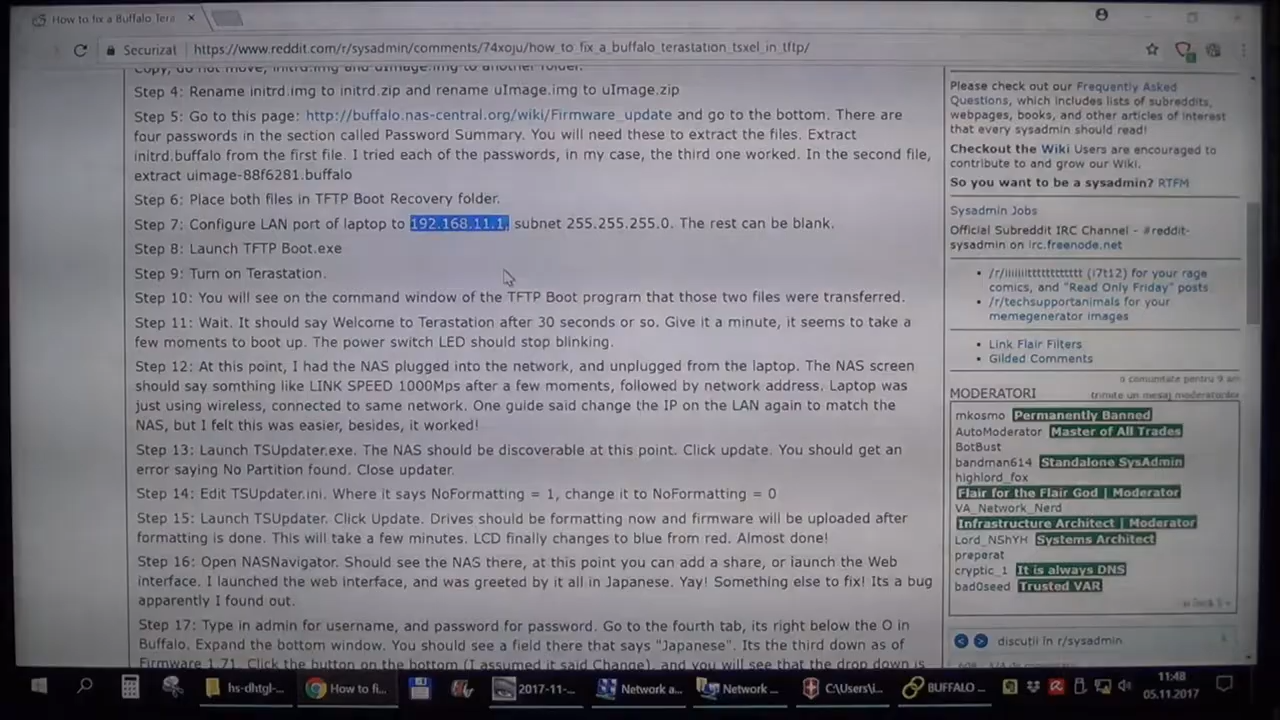 How to fix a Buffalo Tera
Securizat
https://www.reddit.com/r/sysadmin/comments/74xoju/how_to_fix_a_buffalo_terastation_tsxel_in_tftp/
Copy, do not move, initrd.img and uImage.img to another folder.
Step 4: Rename initrd.img to initrd.zip and rename uImage.img to uImage.zip
Step 5: Go to this page: http://buffalo.nas-central.org/wiki/Firmware_update and go to the bottom. There are
four passwords in the section called Password Summary. You will need these to extract the files. Extract
initrd.buffalo from the first file. I tried each of the passwords, in my case, the third one worked. In the second file,
extract uimage-88f6281.buffalo
Step 6: Place both files in TFTP Boot Recovery folder.
Step 7: Configure LAN port of laptop to 192.168.11.1, subnet 255.255.255.0. The rest can be blank.
Step 8: Launch TFTP Boot.exe
Step 9: Turn on Terastation.
Step 10: You will see on the command window of the TFTP Boot program that those two files were transferred.
Step 11: Wait. It should say Welcome to Terastation after 30 seconds or so. Give it a minute, it seems to take a
few moments to boot up. The power switch LED should stop blinking.
Step 12: At this point, I had the NAS plugged into the network, and unplugged from the laptop. The NAS screen
should say somthing like LINK SPEED 1000Mps after a few moments, followed by network address. Laptop was
just using wireless, connected to same network. One guide said change the IP on the LAN again to match the
NAS, but I felt this was easier, besides, it worked!
Step 13: Launch TSUpdater.exe. The NAS should be discoverable at this point. Click update. You should get an
error saying No Partition found. Close updater.
Step 14: Edit TSUpdater.ini. Where it says NoFormatting = 1, change it to NoFormatting = 0
Step 15: Launch TSUpdater. Click Update. Drives should be formatting now and firmware will be uploaded after
formatting is done. This will take a few minutes. LCD finally changes to blue from red. Almost done!
Step 16: Open NASNavigator. Should see the NAS there, at this point you can add a share, or launch the Web
interface. I launched the web interface, and was greeted by it all in Japanese. Yay! Something else to fix! Its a bug
apparently I found out.
Step 17: Type in admin for username, and password for password. Go to the fourth tab, its right below the O in
Buffalo. Expand the bottom window. You should see a field there that says "Japanese". Its the third down as of
Firmware 1.71. Click the button on the bottom (I assumed it said Change), and you will see that the drop down is
Please check out our Frequently Asked
Questions, which includes lists of subreddits,
webpages, books, and other articles of interest
that every sysadmin should read!
Checkout the Wiki Users are encouraged to
contribute to and grow our Wiki.
So you want to be a sysadmin? RTFM
Sysadmin Jobs
Official Subreddit IRC Channel - #reddit-
sysadmin on irc.freenode.net
comics, and "Read Only Friday" posts
/r/techsupportanimals for your
memegenerator images
Link Flair Filters
Gilded Comments
o comunitate pentru 9 ani
MODERATORI
trimite un mesaj moderatorilor
mkosmo Permanently Banned
AutoModerator Master of All Trades
BotBust
bandman614 Standalone SysAdmin
highlord_fox
Flair for the Flair God | Moderator
VA_Network_Nerd
Infrastructure Architect | Moderator
Lord_NShYH Systems Architect
preperat
cryptic_1 It is always DNS
bad0seed Trusted VAR
discuții în r/sysadmin
hs-dhtgl-...
How to fi...
2017-11-...
Network a...
Network ...
C:\Users\i...
BUFFALO ...
11:48
05.11.2017